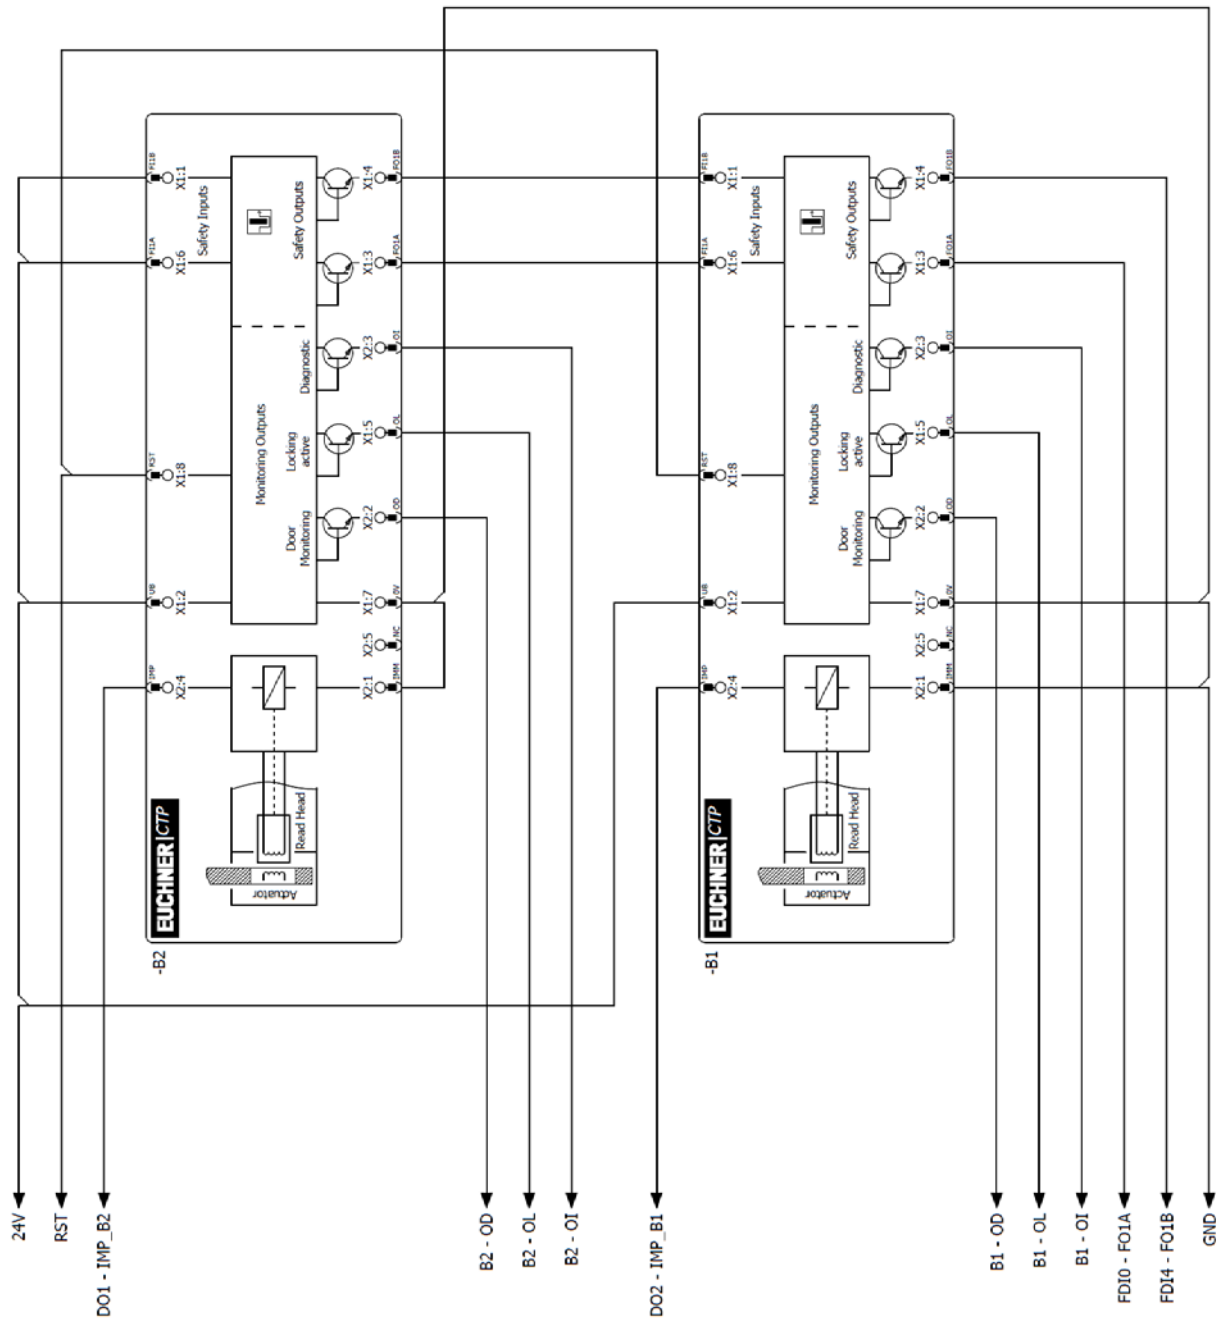 24V
RST
DO1 - IMP_B2
B2 - OD
B2 - OL
B2 - OI
DO2 - IMP_B1
B1 - OD
B1 - OL
B1 - OI
FDI0 - FO1A
FDI4 - FO1B
GND
-B2
EUCHNER|CTP
Actuator
Read Head
IMP
X2:4
UB
X1:2
RST
X1:8
FI1A
X1:6
FI1B
X1:1
Safety Inputs
Monitoring Outputs
Door
Monitoring
Locking
active
Diagnostic
Safety Outputs
X2:1
IMM
X2:5
NC
X1:7
0V
X2:2
OD
X1:5
OL
X2:3
OI
X1:3
FO1A
X1:4
FO1B
-B1
EUCHNER|CTP
Actuator
Read Head
IMP
X2:4
UB
X1:2
RST
X1:8
FI1A
X1:6
FI1B
X1:1
Safety Inputs
Monitoring Outputs
Door
Monitoring
Locking
active
Diagnostic
Safety Outputs
X2:1
IMM
X2:5
NC
X1:7
0V
X2:2
OD
X1:5
OL
X2:3
OI
X1:3
FO1A
X1:4
FO1B